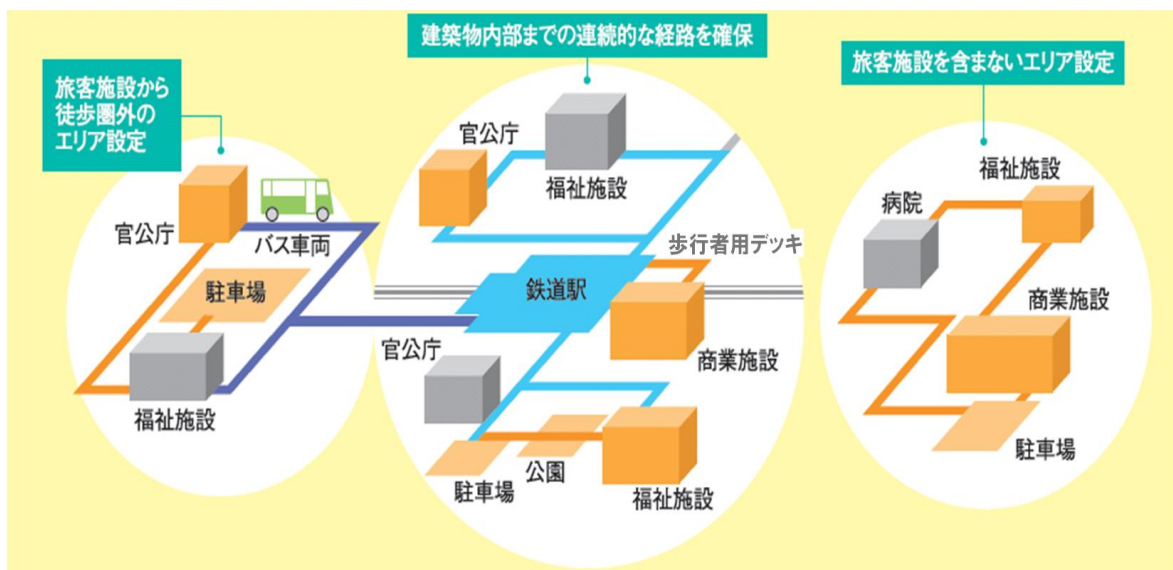 建築物内部までの連続的な経路を確保
旅客施設から
徒歩圏外の
エリア設定
旅客施設を含まないエリア設定
官公庁
バス車両
駐車場
福祉施設
官公庁
福祉施設
歩行者用デッキ
鉄道駅
官公庁
商業施設
駐車場
公園
福祉施設
福祉施設
病院
商業施設
駐車場